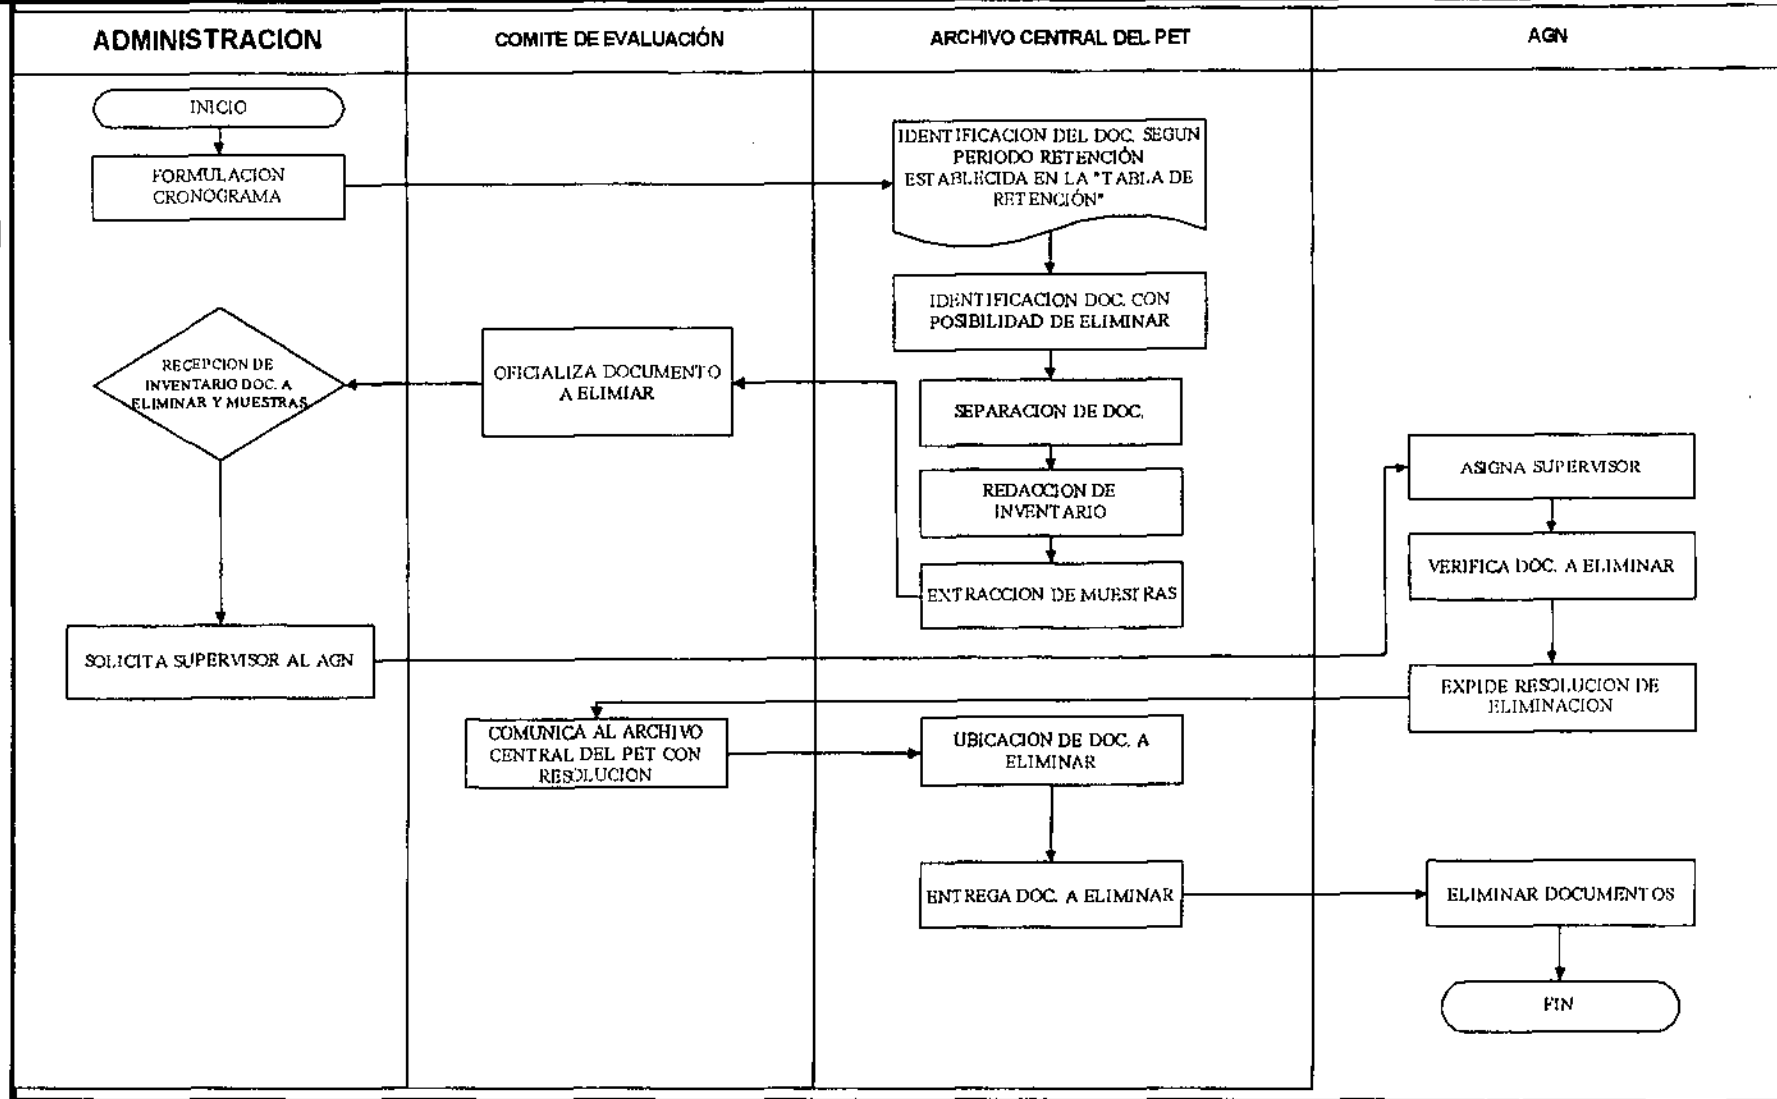 ADMINISTRACION
COMITE DE EVALUACIÓN
ARCHIVO CENTRAL DEL PET
AGN
INICIO
FORMULACION
CRONOGRAMA
IDENTIFICACION DEL DOC. SEGUN
PERIODO RETENCIÓN
ESTABLECIDA EN LA "TABLA DE
RETENCIÓN"
IDENTIFICACION DOC. CON
POSIBILIDAD DE ELIMINAR
SEPARACION DE DOC.
REDACCION DE
INVENTARIO
EXTRACCION DE MUESTRAS
OFICIALIZA DOCUMENTO
A ELIMIAR
RECEPCION DE
INVENTARIO DOC. A
ELIMINAR Y MUESTRAS
SOLICITA SUPERVISOR AL AGN
ASIGNA SUPERVISOR
VERIFICA DOC. A ELIMINAR
EXPIDE RESOLUCION DE
ELIMINACION
COMUNICA AL ARCHIVO
CENTRAL DEL PET CON
RESOLUCION
UBICACION DE DOC. A
ELIMINAR
ENTREGA DOC. A ELIMINAR
ELIMINAR DOCUMENTOS
FIN